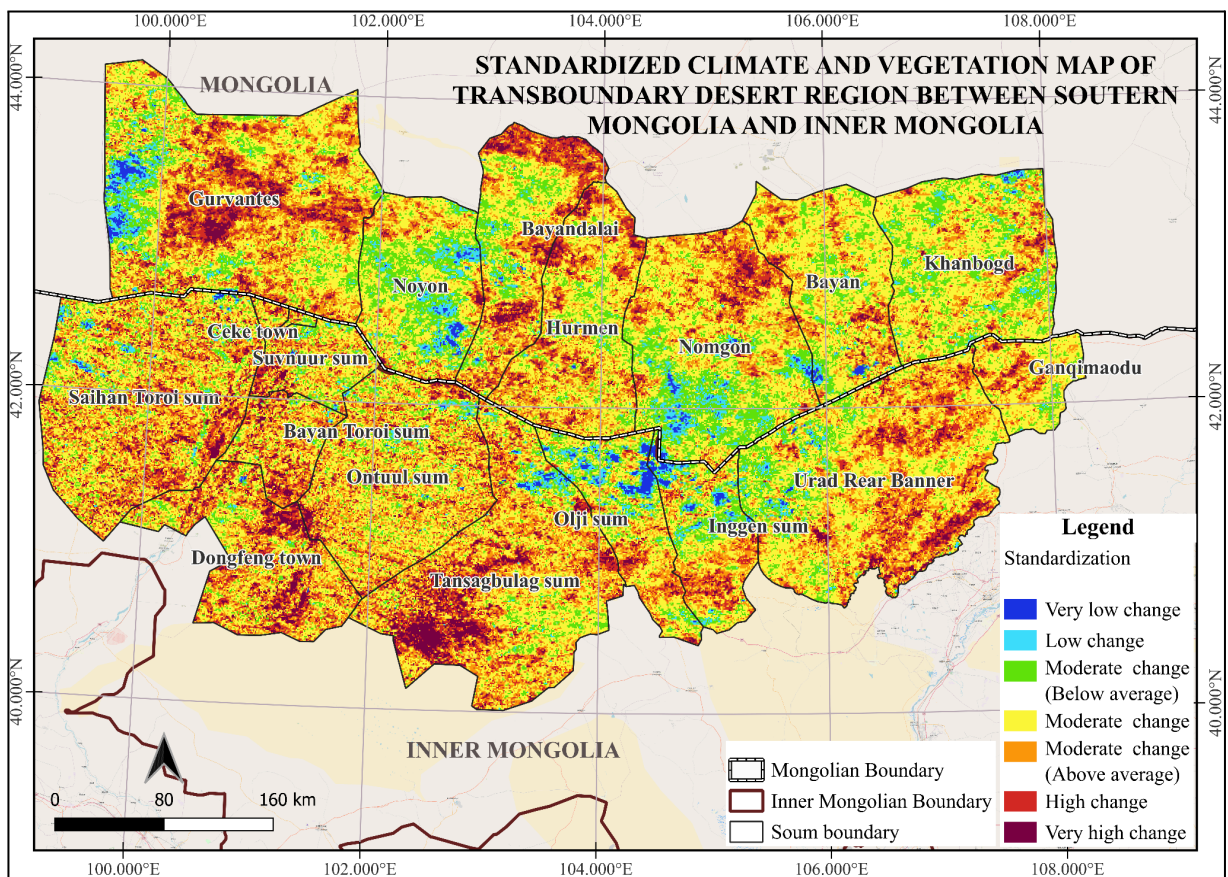 100.000°E
102.000°E
104.000°E
106.000°E
108.000°E
STANDARDIZED CLIMATE AND VEGETATION MAP OF
TRANSBOUNDARY DESERT REGION BETWEEN SOUTERN
MONGOLIA AND INNER MONGOLIA
MONGOLIA
44.000°N
44.000°N
Gurvantes
Bayandalai
Noyon
Bayan
Khanbogd
Hurmen
Nomgon
Ceke town
Suvnuur sum
Ganqimaodu
42.000°N
42.000°N
Saihan Toroi sum
Bayan Toroi sum
Ontuul sum
Urad Rear Banner
Olji sum
Inggen sum
Dongfeng town
Tansagbulag sum
40.000°N
40.000°N
INNER MONGOLIA
0
80
160 km
Mongolian Boundary
Inner Mongolian Boundary
Soum boundary
Legend
Standardization
Very low change
Low change
Moderate change
(Below average)
Moderate change
Moderate change
(Above average)
High change
Very high change
100.000°E
102.000°E
104.000°E
106.000°E
108.000°E